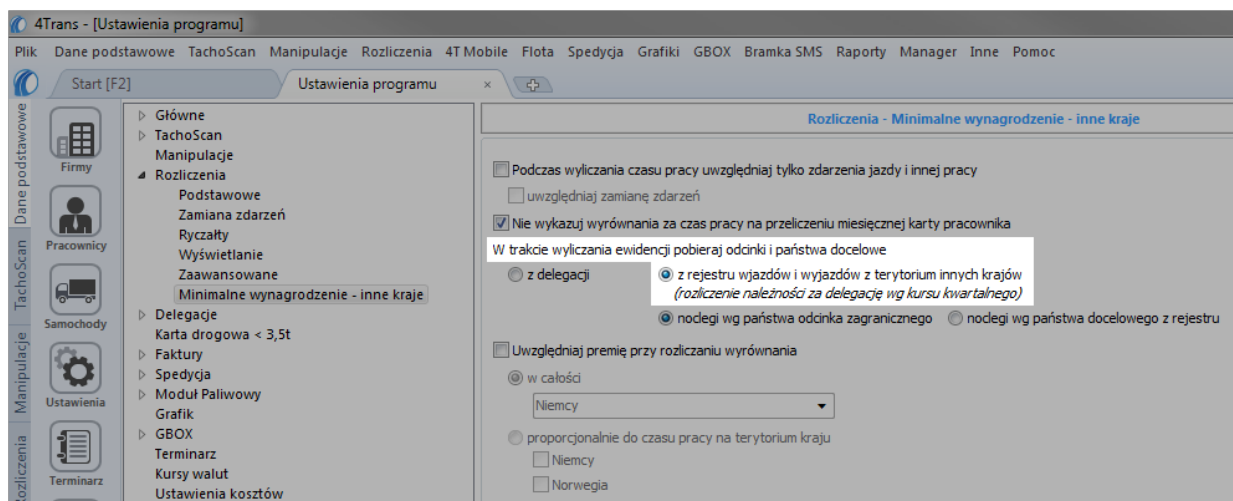 4Trans - [Ustawienia programu]
Plik Dane podstawowe TachoScan Manipulacje Rozliczenia 4T Mobile Flota Spedycja Grafiki GBOX Bramka SMS Raporty Manager Inne Pomoc
Start [F2] Ustawienia programu
Dane podstawowe
TachoScan
Manipulacje
Rozliczenia
Firmy
Pracownicy
Samochody
Ustawienia
Terminarz
Główne
TachoScan
Manipulacje
Rozliczenia
Podstawowe
Zamiana zdarzeń
Ryczałty
Wyświetlanie
Zaawansowane
Minimalne wynagrodzenie - inne kraje
Delegacje
Karta drogowa < 3,5t
Faktury
Spedycja
Moduł Paliwowy
Grafik
GBOX
Terminarz
Kursy walut
Ustawienia kosztów
Rozliczenia - Minimalne wynagrodzenie - inne kraje
Podczas wyliczania czasu pracy uwzględniaj tylko zdarzenia jazdy i innej pracy
uwzględniaj zamianę zdarzeń
Nie wykazuj wyrównania za czas pracy na przeliczeniu miesięcznej karty pracownika
W trakcie wyliczania ewidencji pobieraj odcinki i państwa docelowe
z delegacji z rejestru wjazdów i wyjazdów z terytorium innych krajów
(rozliczenie należności za delegację wg kursu kwartalnego)
noclegi wg państwa odcinka zagranicznego noclegi wg państwa docelowego z rejestru
Uwzględniaj premię przy rozliczaniu wyrównania
w całości
Niemcy
proporcjonalnie do czasu pracy na terytorium kraju
Niemcy
Norwegia